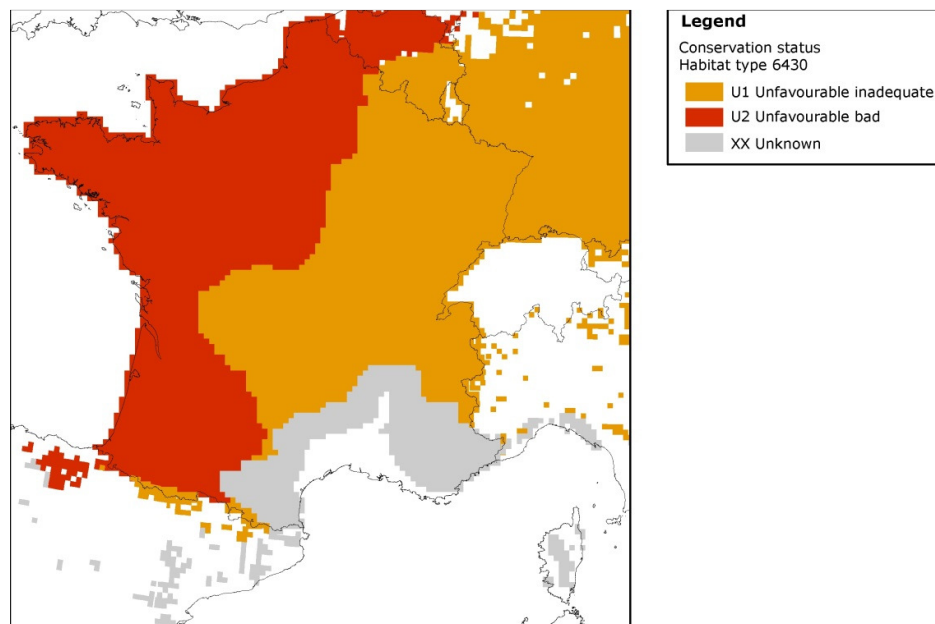 Legend
Conservation status
Habitat type 6430
U1 Unfavourable inadequate
U2 Unfavourable bad
XX Unknown